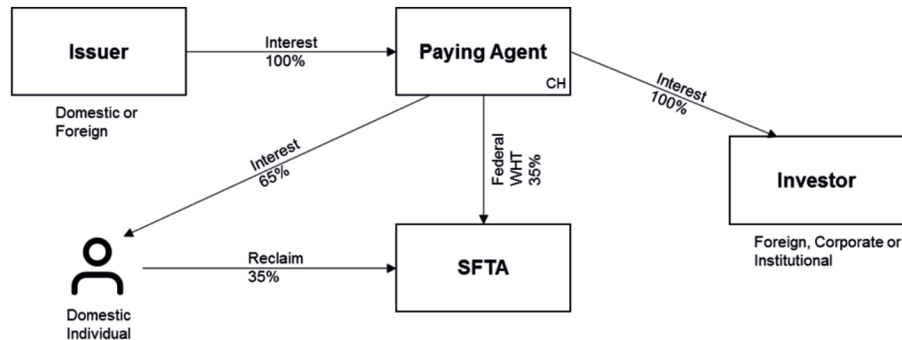 Issuer
Interest
100%
Paying Agent
CH
Domestic or
Foreign
Interest
100%
Interest
65%
Federal
WHT
35%
Investor
Foreign, Corporate or
Institutional
Reclaim
35%
SFTA
Domestic
Individual